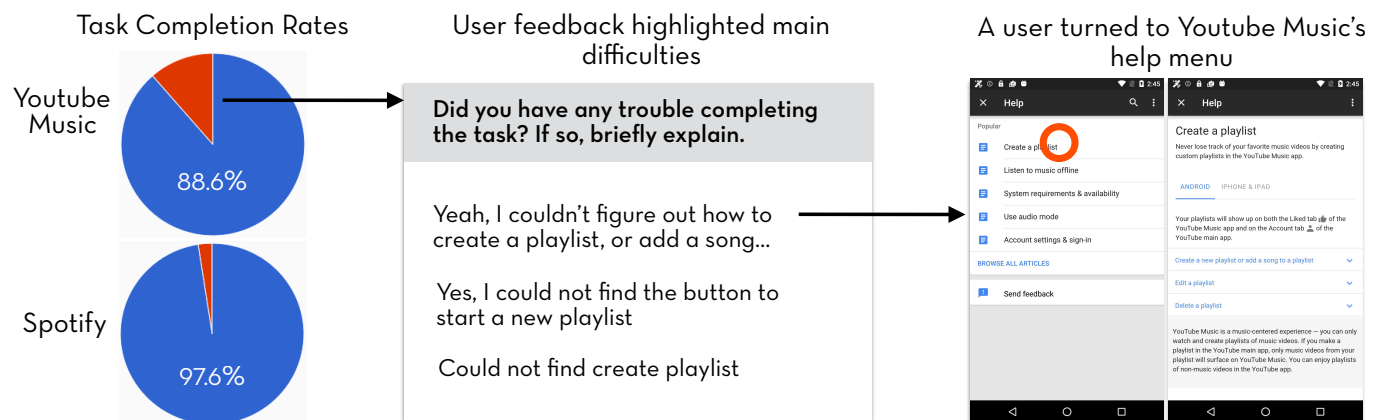 Task Completion Rates
Youtube
Music
88.6%
Spotify
97.6%
User feedback highlighted main
difficulties
Did you have any trouble completing
the task? If so, briefly explain.
Yeah, I couldn't figure out how to
create a playlist, or add a song...
Yes, I could not find the button to
start a new playlist
Could not find create playlist
A user turned to Youtube Music's
help menu
2:45
Help
Popular
Create a playlist
Listen to music offline
System requirements & availability
Use audio mode
Account settings & sign-in
BROWSE ALL ARTICLES
Send feedback
2:45
Help
Create a playlist
Never lose track of your favorite music videos by creating
custom playlists in the YouTube Music app.
ANDROID IPHONE & IPAD
Your playlists will show up on both the Liked tab of the
YouTube Music app and on the Account tab of the
YouTube main app.
Create a new playlist or add a song to a playlist
Edit a playlist
Delete a playlist
YouTube Music is a music-centered experience — you can only
watch and create playlists of music videos. If you make a
playlist in the YouTube main app, only music videos from your
playlist will surface on YouTube Music. You can enjoy playlists
of non-music videos in the YouTube app.